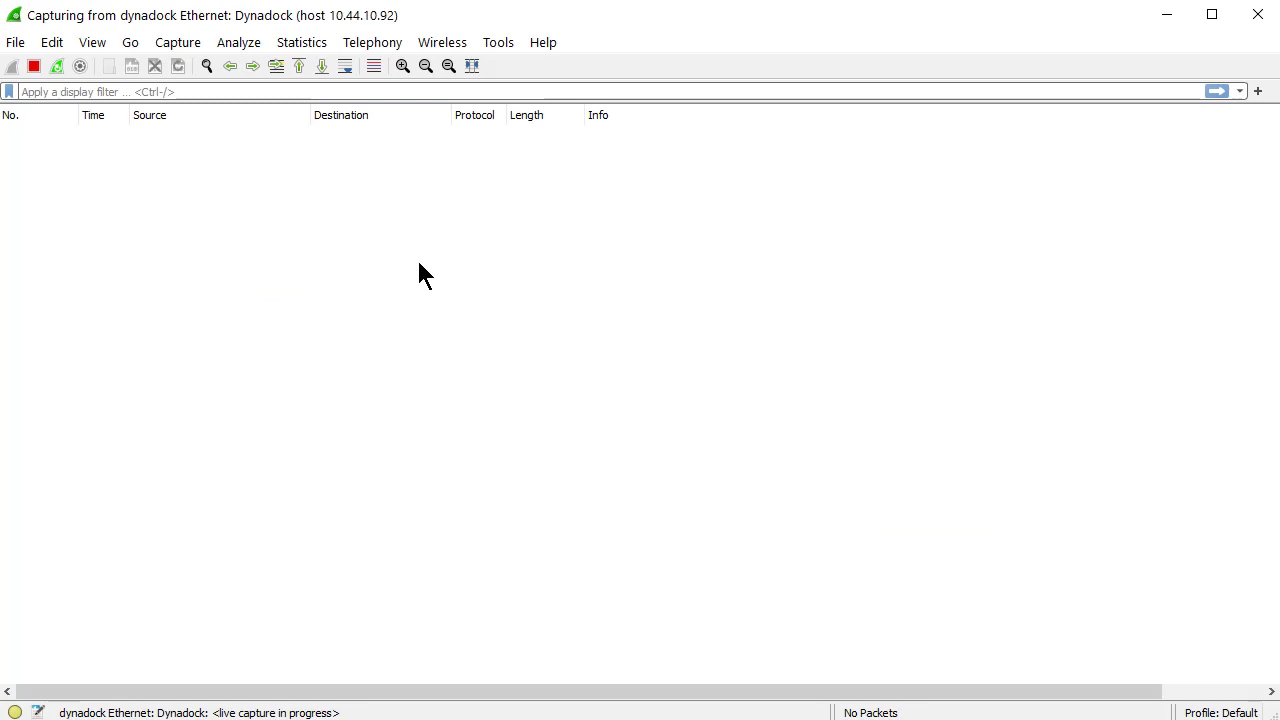 Capturing from dynadock Ethernet: Dynadock (host 10.44.10.92)
File Edit View Go Capture Analyze Statistics Telephony Wireless Tools Help
Apply a display filter ... <Ctrl-/>
No. Time Source Destination Protocol Length Info
dynadock Ethernet: Dynadock: <live capture in progress> No Packets Profile: Default